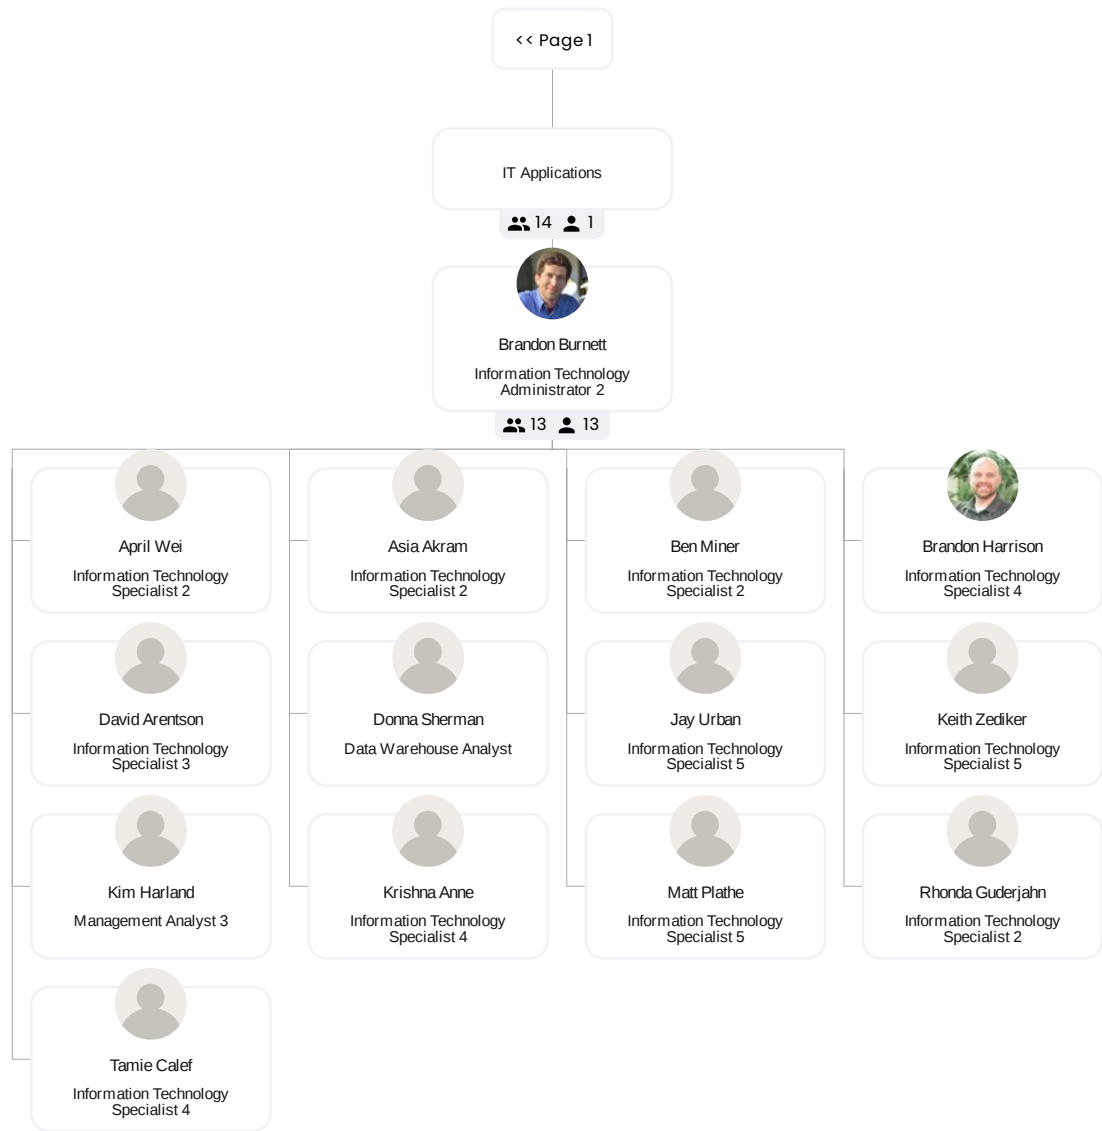 << Page 1
IT Applications
14 1
Brandon Burnett
Information Technology
Administrator 2
13 13
April Wei
Information Technology
Specialist 2
Asia Akram
Information Technology
Specialist 2
Ben Miner
Information Technology
Specialist 2
Brandon Harrison
Information Technology
Specialist 4
David Arentson
Information Technology
Specialist 3
Donna Sherman
Data Warehouse Analyst
Jay Urban
Information Technology
Specialist 5
Keith Zediker
Information Technology
Specialist 5
Kim Harland
Management Analyst 3
Krishna Anne
Information Technology
Specialist 4
Matt Plathe
Information Technology
Specialist 5
Rhonda Guderjahn
Information Technology
Specialist 2
Tamie Calef
Information Technology
Specialist 4